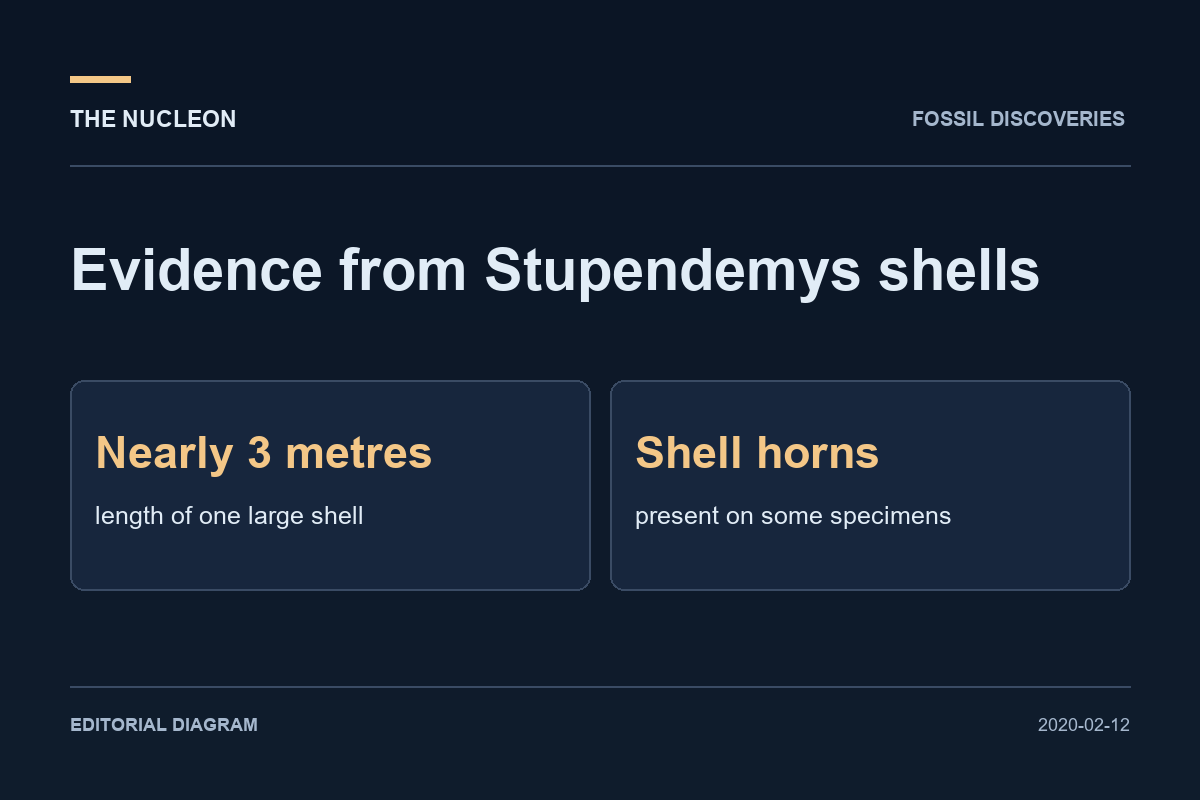 THE NUCLEON
FOSSIL DISCOVERIES
Evidence from Stupendemys shells
Nearly 3 metres
length of one large shell
Shell horns
present on some specimens
EDITORIAL DIAGRAM
2020-02-12